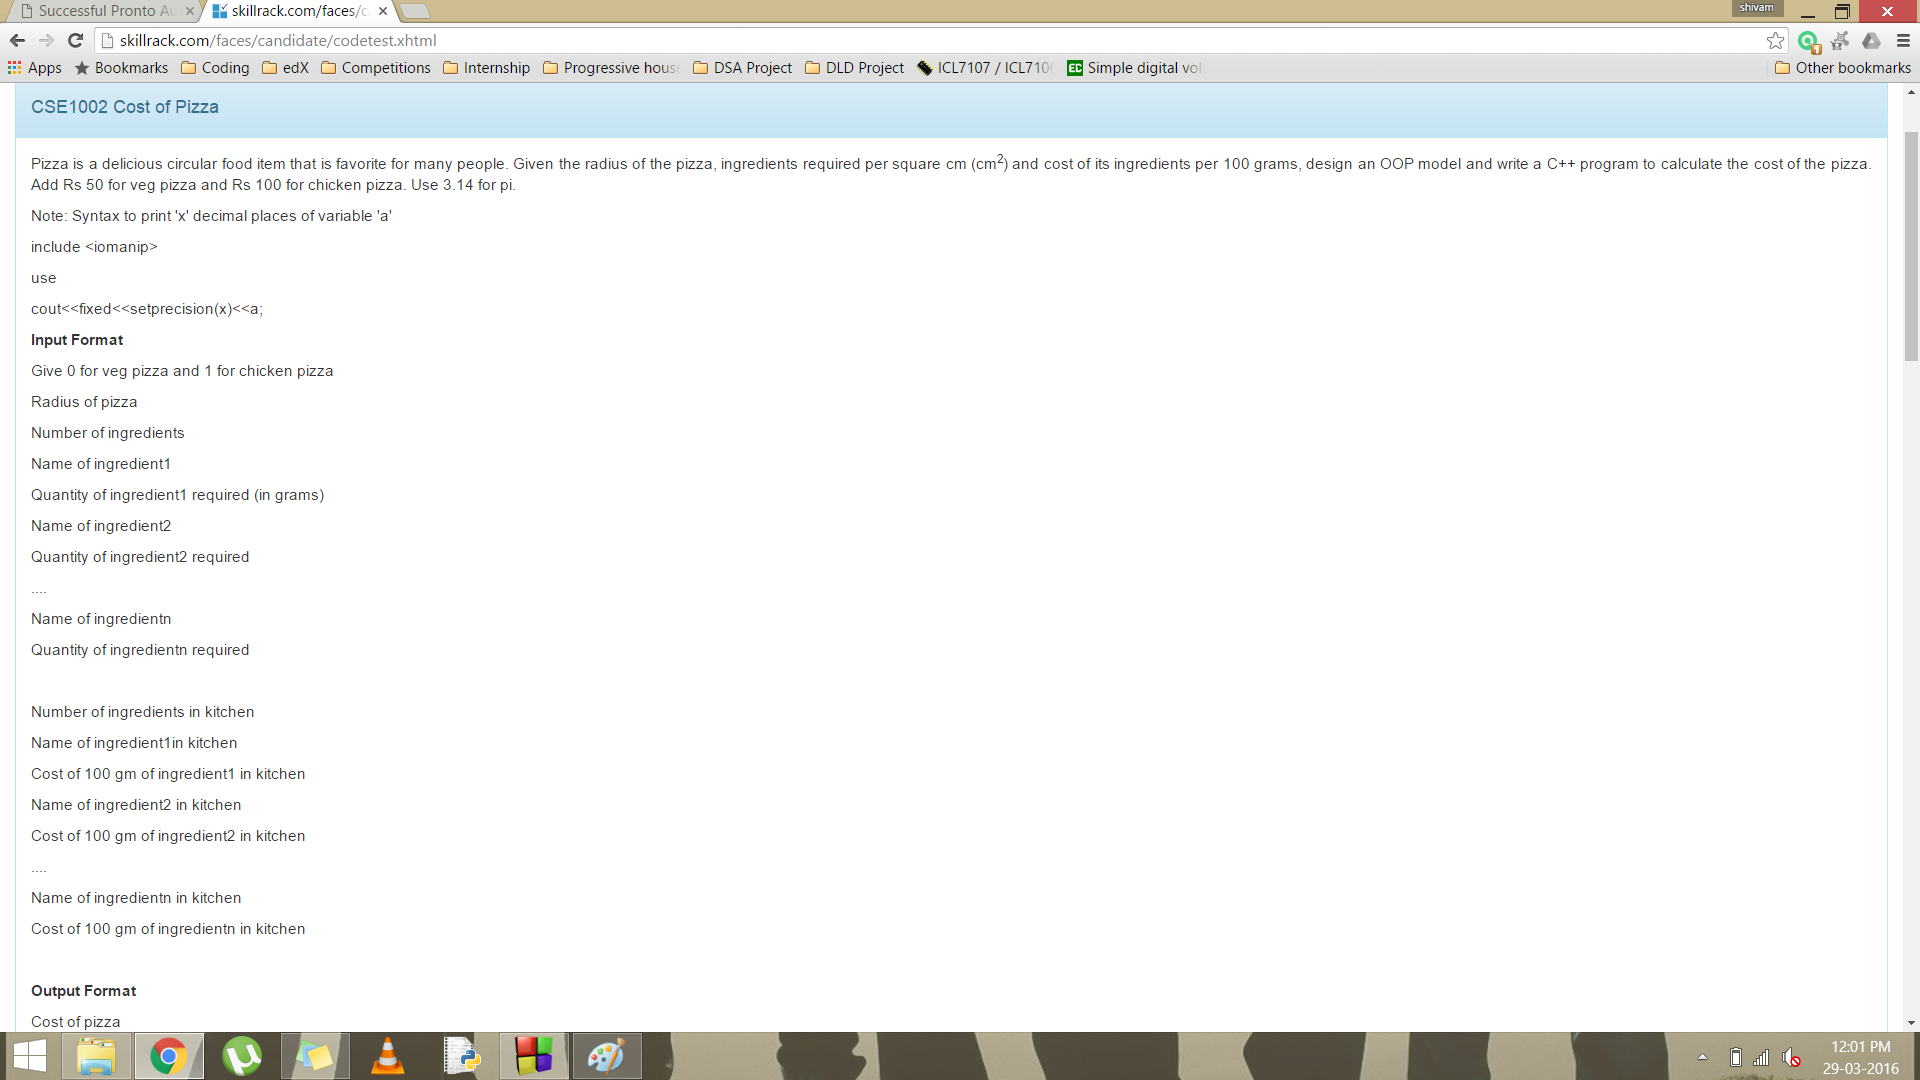 Successful Pronto Au
skillrack.com/faces/c
shivam
skillrack.com/faces/candidate/codetest.xhtml
Apps Bookmarks Coding edX Competitions Internship Progressive hous DSA Project DLD Project ICL7107 / ICL710 EC Simple digital vol Other bookmarks
CSE1002 Cost of Pizza
Pizza is a delicious circular food item that is favorite for many people. Given the radius of the pizza, ingredients required per square cm (cm2) and cost of its ingredients per 100 grams, design an OOP model and write a C++ program to calculate the cost of the pizza.
Add Rs 50 for veg pizza and Rs 100 for chicken pizza. Use 3.14 for pi.
Note: Syntax to print 'x' decimal places of variable 'a'
include <iomanip>
use
cout<<fixed<<setprecision(x)<<a;
Input Format
Give 0 for veg pizza and 1 for chicken pizza
Radius of pizza
Number of ingredients
Name of ingredient1
Quantity of ingredient1 required (in grams)
Name of ingredient2
Quantity of ingredient2 required
....
Name of ingredientn
Quantity of ingredientn required
Number of ingredients in kitchen
Name of ingredient1in kitchen
Cost of 100 gm of ingredient1 in kitchen
Name of ingredient2 in kitchen
Cost of 100 gm of ingredient2 in kitchen
....
Name of ingredientn in kitchen
Cost of 100 gm of ingredientn in kitchen
Output Format
Cost of pizza
12:01 PM
29-03-2016